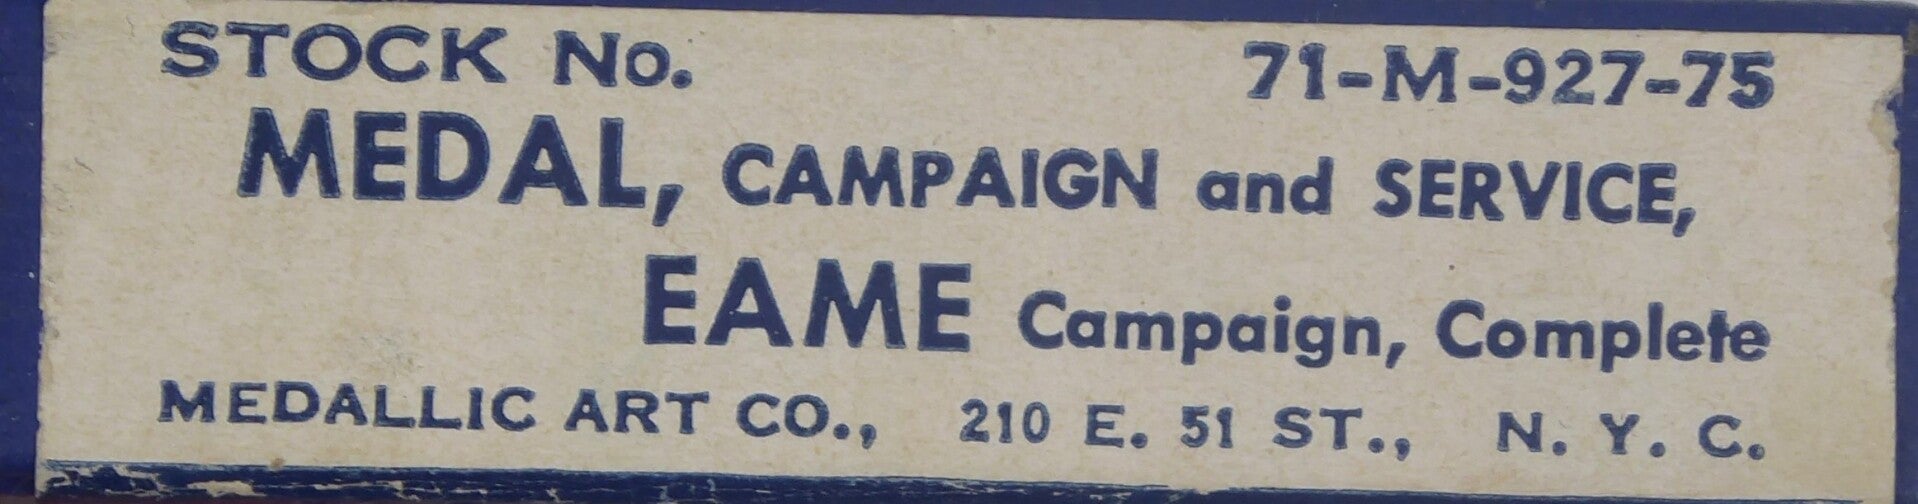 STOCK No. 71-M-927-75
MEDAL, CAMPAIGN and SERVICE,
EAME Campaign, Complete
MEDALLIC ART CO., 210 E. 51 ST., N. Y. C.